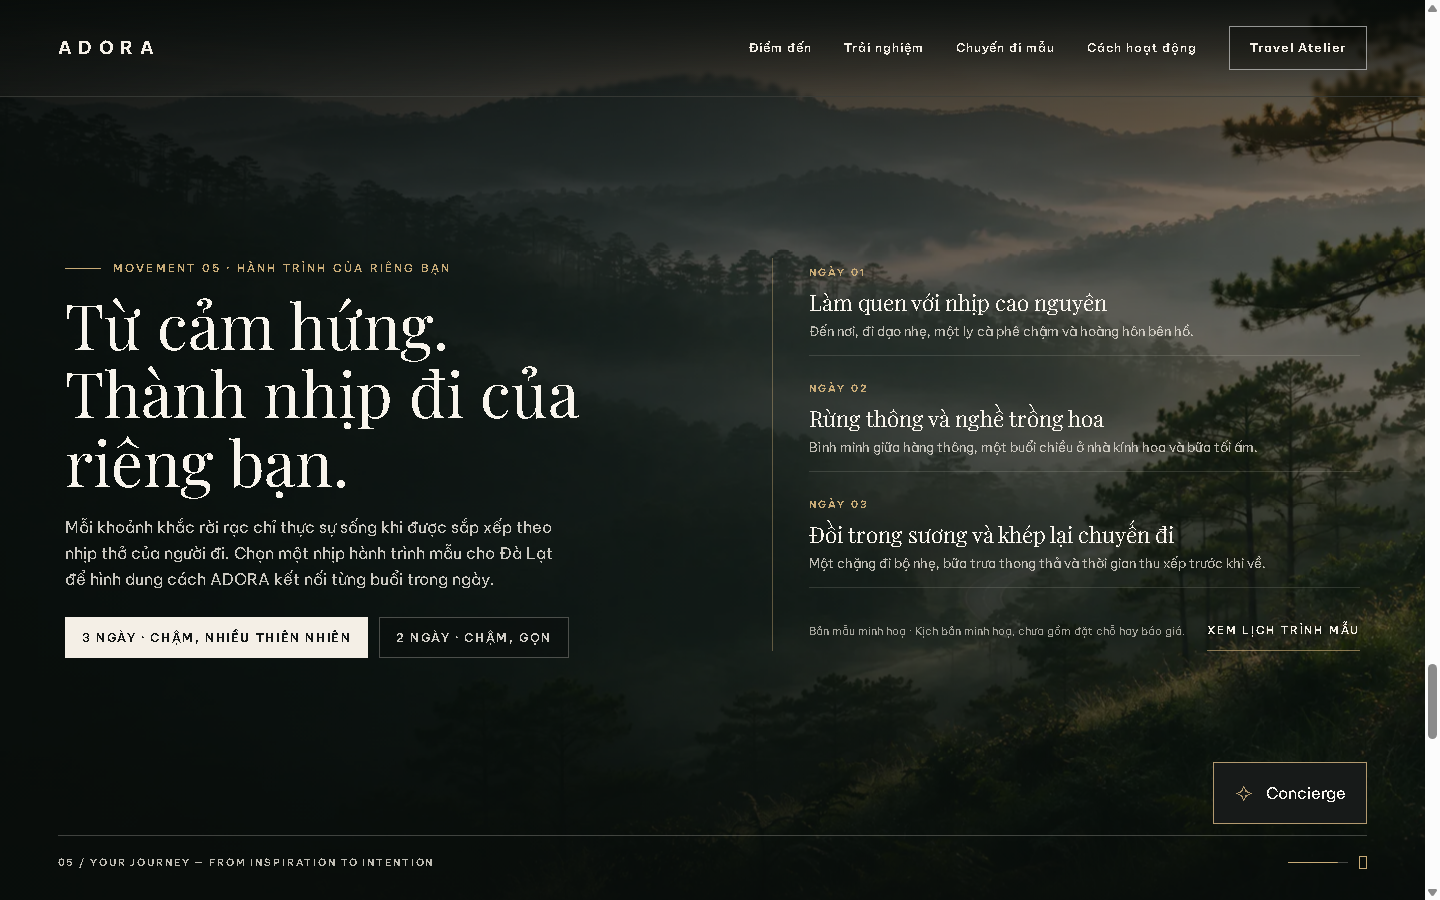 ADORA
Điểm đến
Trải nghiệm
Chuyến đi mẫu
Cách hoạt động
Travel Atelier
MOVEMENT 05 · HÀNH TRÌNH CỦA RIÊNG BẠN
Từ cảm hứng.
Thành nhịp đi của
riêng bạn.
Mỗi khoảnh khắc rời rạc chỉ thực sự sống khi được sắp xếp theo
nhịp thở của người đi. Chọn một nhịp hành trình mẫu cho Đà Lạt
để hình dung cách ADORA kết nối từng buổi trong ngày.
3 NGÀY · CHẬM, NHIỀU THIÊN NHIÊN
2 NGÀY · CHẬM, GỌN
NGÀY 01
Làm quen với nhịp cao nguyên
Đến nơi, đi dạo nhẹ, một ly cà phê chậm và hoàng hôn bên hồ.
NGÀY 02
Rừng thông và nghề trồng hoa
Bình minh giữa hàng thông, một buổi chiều ở nhà kính hoa và bữa tối ấm.
NGÀY 03
Đồi trong sương và khép lại chuyến đi
Một chặng đi bộ nhẹ, bữa trưa thong thả và thời gian thu xếp trước khi về.
Bản mẫu minh hoạ · Kịch bản minh hoạ, chưa gồm đặt chỗ hay báo giá.
XEM LỊCH TRÌNH MẪU
Concierge
05 / YOUR JOURNEY — FROM INSPIRATION TO INTENTION